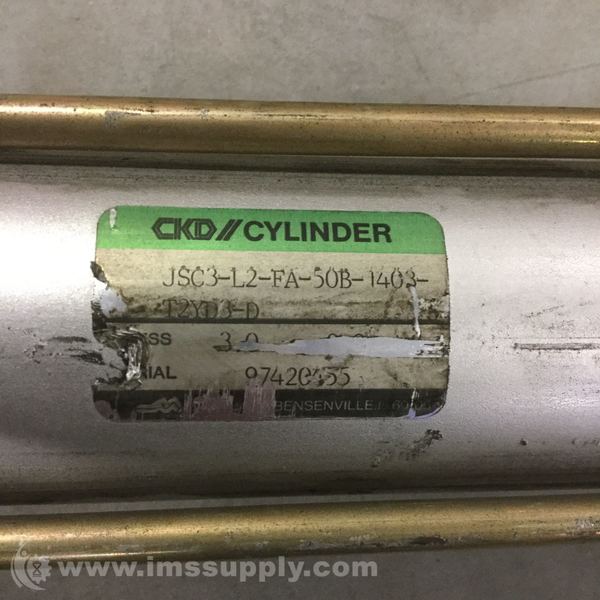 CKD//CYLINDER
JSC3-L2-FA-50B-1403-
T2YD3-D
SS 3.0
IAL 97420455
BENSENVILLE
www.imssupply.com